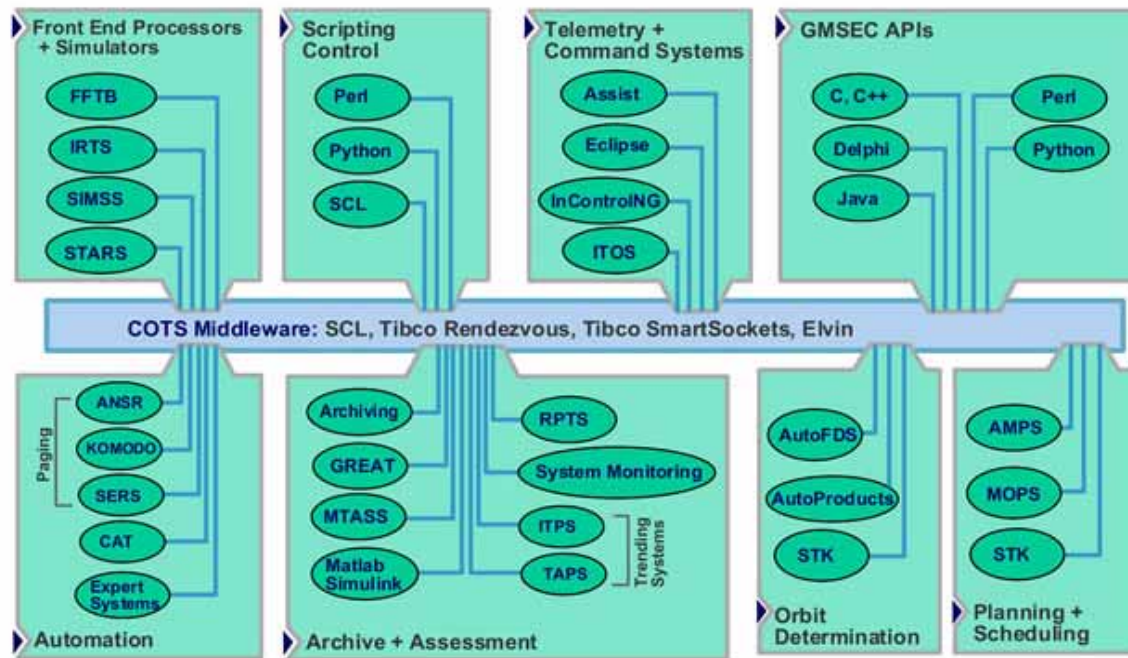 Front End Processors
+ Simulators
FFTB
IRTS
SIMSS
STARS
Scripting
Control
Perl
Python
SCL
Telemetry +
Command Systems
Assist
Eclipse
InControlNG
ITOS
GMSEC APIs
C, C++
Delphi
Java
Perl
Python
COTS Middleware: SCL, Tibco Rendezvous, Tibco SmartSockets, Elvin
Paging
ANSR
KOMODO
SERS
CAT
Expert
Systems
Automation
Archiving
GREAT
MTASS
Matlab
Simulink
RPTS
System Monitoring
ITPS
TAPS
Trending
Systems
Archive + Assessment
AutoFDS
AutoProducts
STK
Orbit
Determination
AMPS
MOPS
STK
Planning +
Scheduling